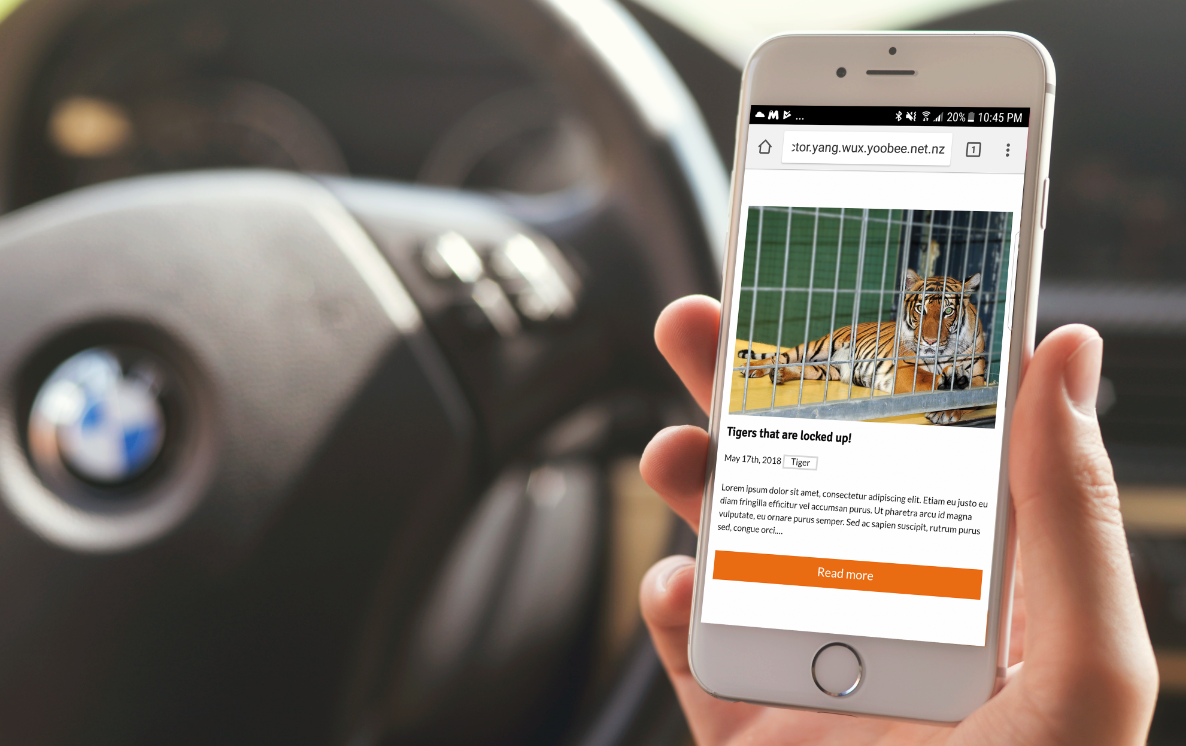 ... 20% 10:45 PM
ctor.yang.wux.yoobee.net.nz 1
Tigers that are locked up!
May 17th, 2018 Tiger
Lorem ipsum dolor sit amet, consectetur adipiscing elit. Etiam eu justo eu
diam fringilla efficitur vel accumsan purus. Ut pharetra arcu id magna
vulputate, eu ornare purus semper. Sed ac sapien suscipit, rutrum purus
sed, congue orci....
Read more